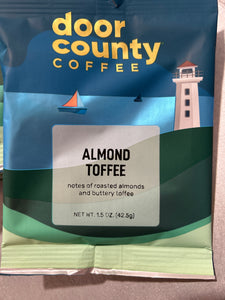 door
county
COFFEE
ALMOND
TOFFEE
notes of roasted almonds
and buttery toffee
NET WT. 1.5 OZ. (42.5g)